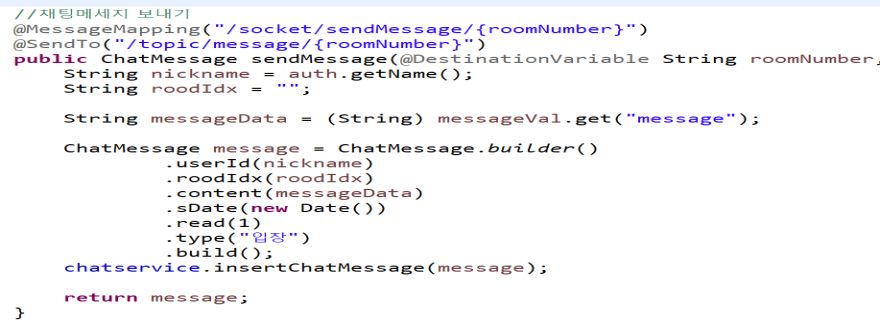 //채팅메세지 보내기
@MessageMapping("/socket/sendMessage/{roomNumber}")
@SendTo("/topic/message/{roomNumber}")
public ChatMessage sendMessage(@DestinationVariable String roomNumber,
String nickname = auth.getName();
String roodIdx = "";
String messageData = (String) messageVal.get("message");
ChatMessage message = ChatMessage.builder()
.userId(nickname)
.roodIdx(roodIdx)
.content(messageData)
.sDate(new Date())
.read(1)
.type("입장")
.build();
chatservice.insertChatMessage(message);
return message;
}